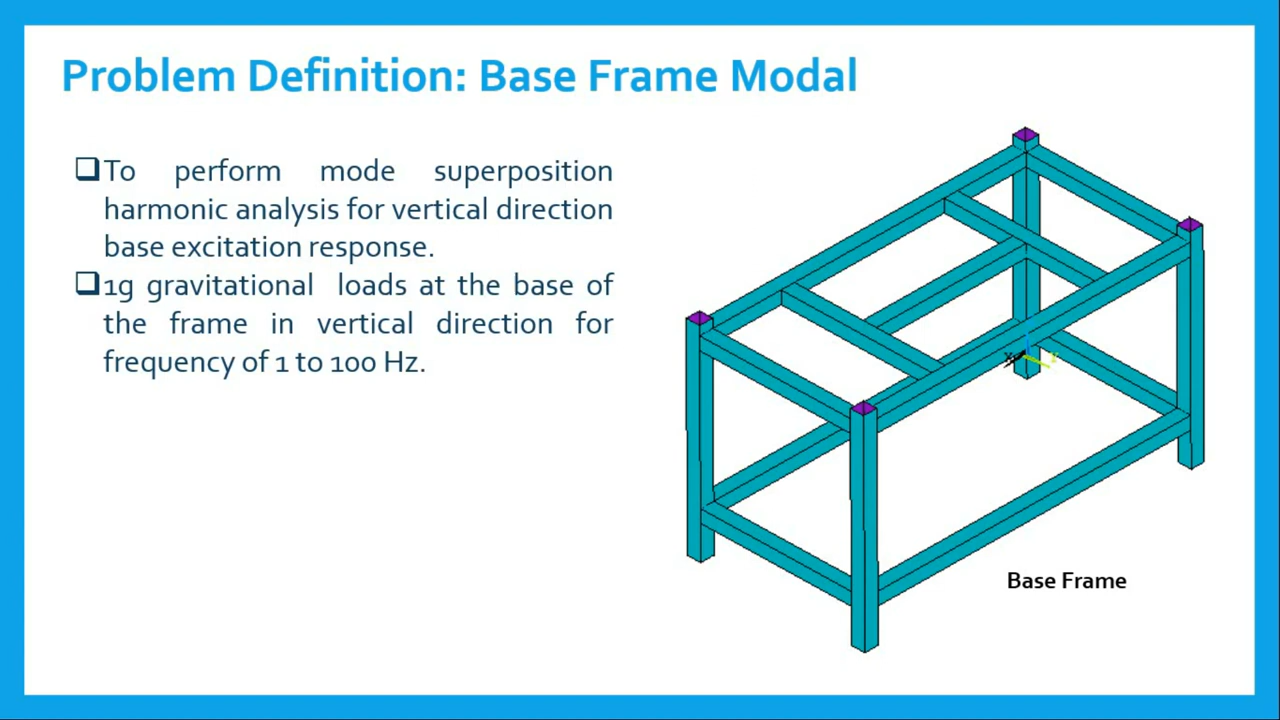 Problem Definition: Base Frame Modal
❑To perform mode superposition
harmonic analysis for vertical direction
base excitation response.
❑1g gravitational loads at the base of
the frame in vertical direction for
frequency of 1 to 100 Hz.
X Y
Base Frame